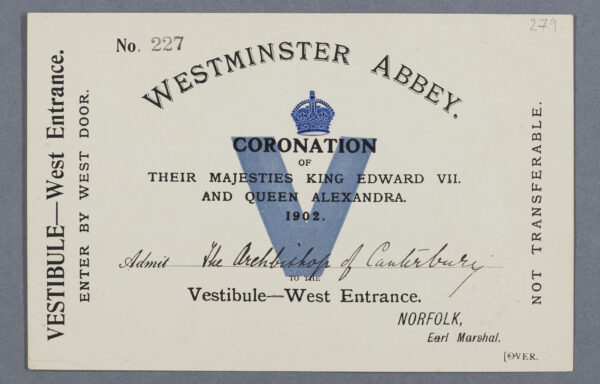 279.
No. 227
WESTMINSTER ABBEY.
V
CORONATION
OF
THEIR MAJESTIES KING EDWARD VII.
AND QUEEN ALEXANDRA.
1902.
Admit The Archbishop of Canterbury
TO THE
Vestibule—West Entrance.
NORFOLK,
Earl Marshal.
[OVER.
VESTIBULE—West Entrance.
ENTER BY WEST DOOR.
NOT TRANSFERABLE.